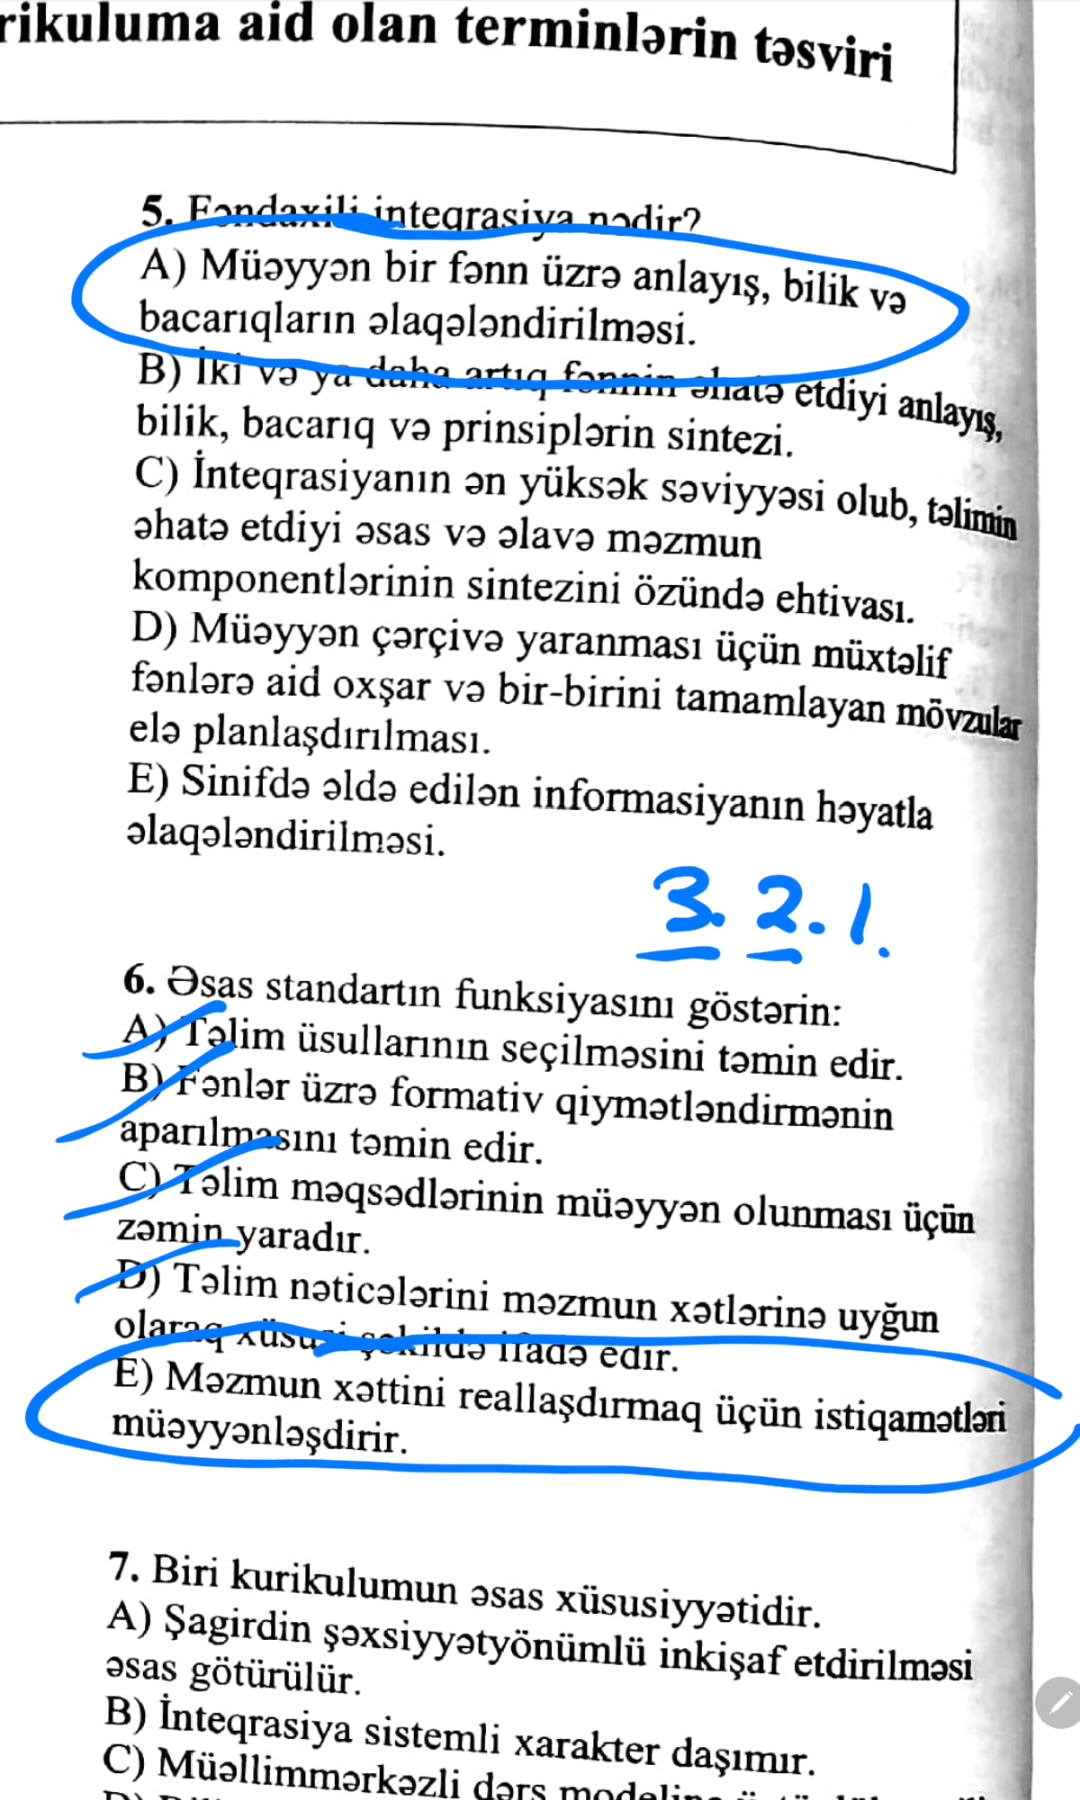 rikuluma aid olan terminlərin təsviri
5. Fəndaxili inteqrasiya nədir?
A) Müəyyən bir fənn üzrə anlayış, bilik və
bacarıqların əlaqələndirilməsi.
B) İki və ya daha artıq fənnin əhatə etdiyi anlayış,
bilik, bacarıq və prinsiplərin sintezi.
C) İnteqrasiyanın ən yüksək səviyyəsi olub, təlimin
əhatə etdiyi əsas və əlavə məzmun
komponentlərinin sintezini özündə ehtivası.
D) Müəyyən çərçivə yaranması üçün müxtəlif
fənlərə aid oxşar və bir-birini tamamlayan mövzular
elə planlaşdırılması.
E) Sinifdə əldə edilən informasiyanın həyatla
əlaqələndirilməsi.
3. 2. 1.
6. Əsas standartın funksiyasını göstərin:
A) Təlim üsullarının seçilməsini təmin edir.
B) Fənlər üzrə formativ qiymətləndirmənin
aparılmasını təmin edir.
C) Təlim məqsədlərinin müəyyən olunması üçün
zəmin yaradır.
D) Təlim nəticələrini məzmun xətlərinə uyğun
olaraq xüsusi şəkildə ifadə edir.
E) Məzmun xəttini reallaşdırmaq üçün istiqamətləri
müəyyənləşdirir.
7. Biri kurikulumun əsas xüsusiyyətidir.
A) Şagirdin şəxsiyyətyönümlü inkişaf etdirilməsi
əsas götürülür.
B) İnteqrasiya sistemli xarakter daşımır.
C) Müəllimmərkəzli dərs